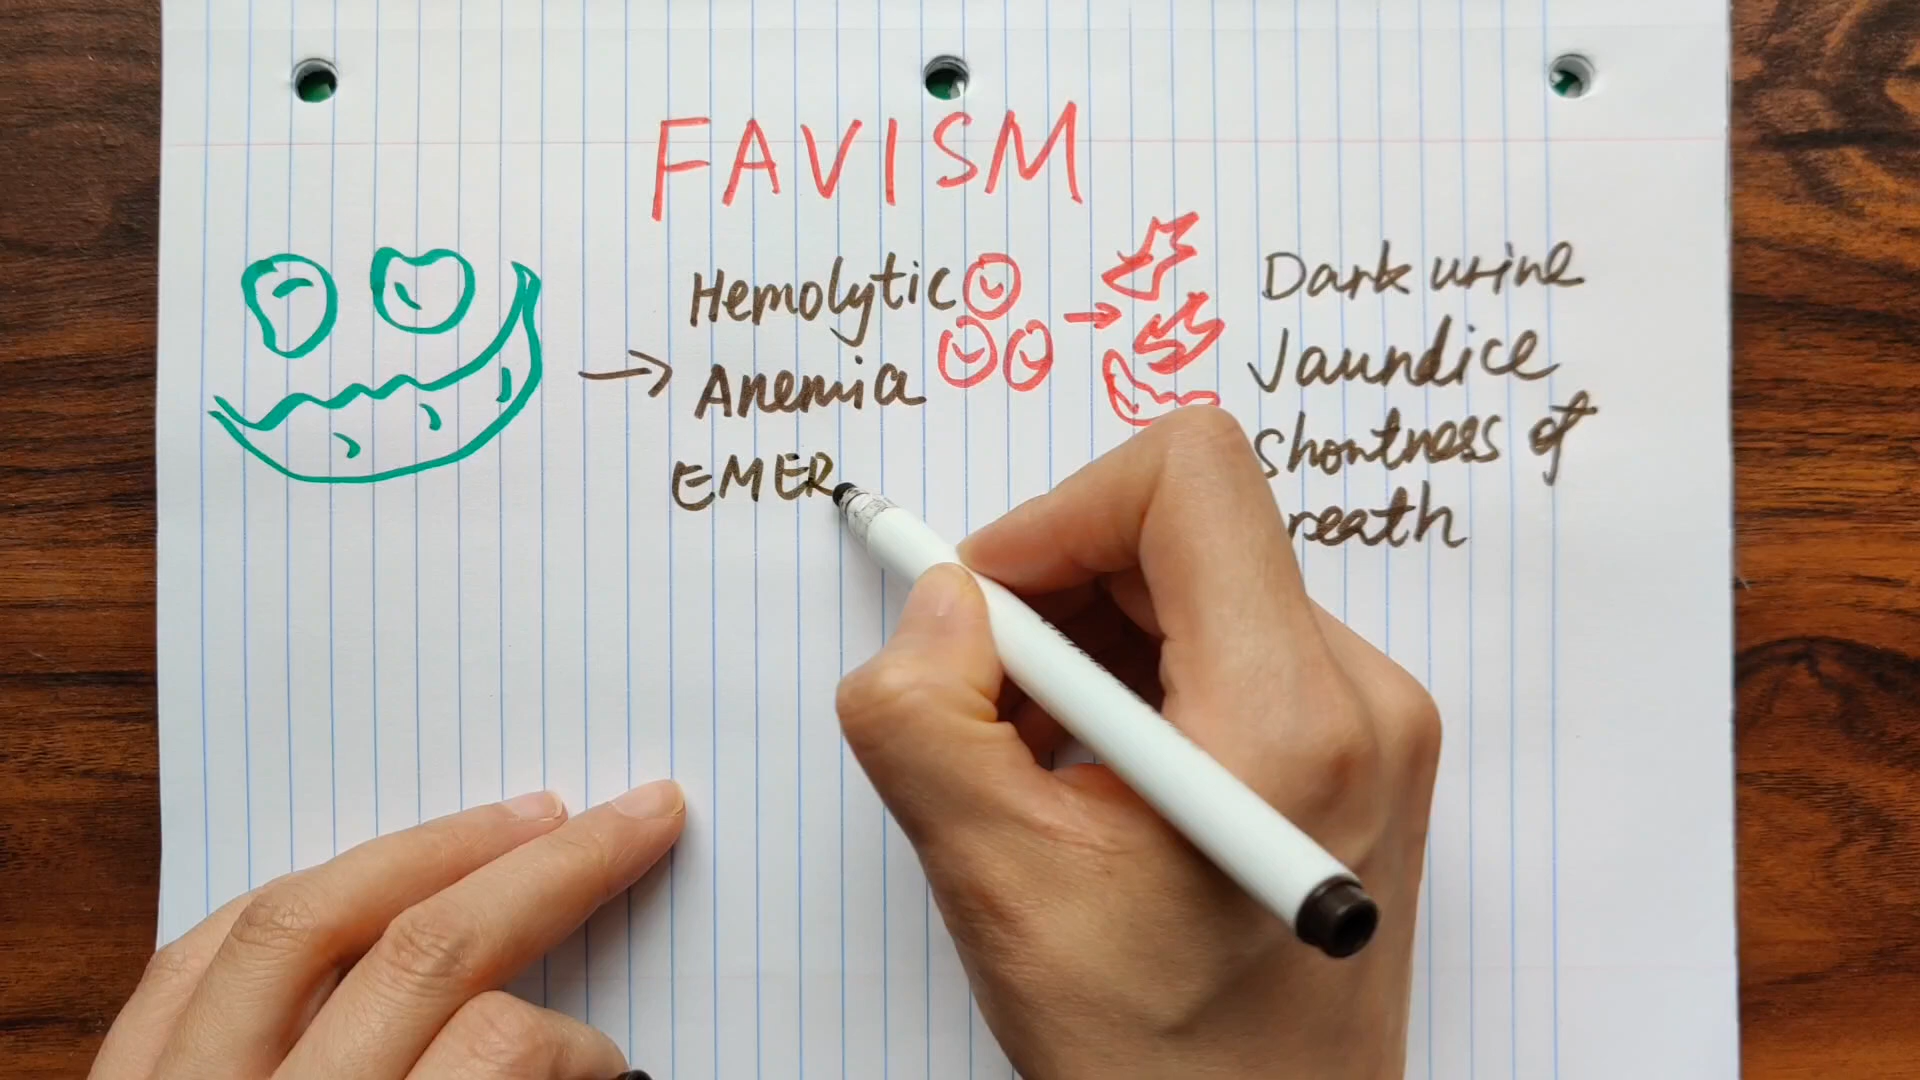 FAVISM
Hemolytic
Anemia
EMER
Dark urine
Jaundice
Shortness of
reath